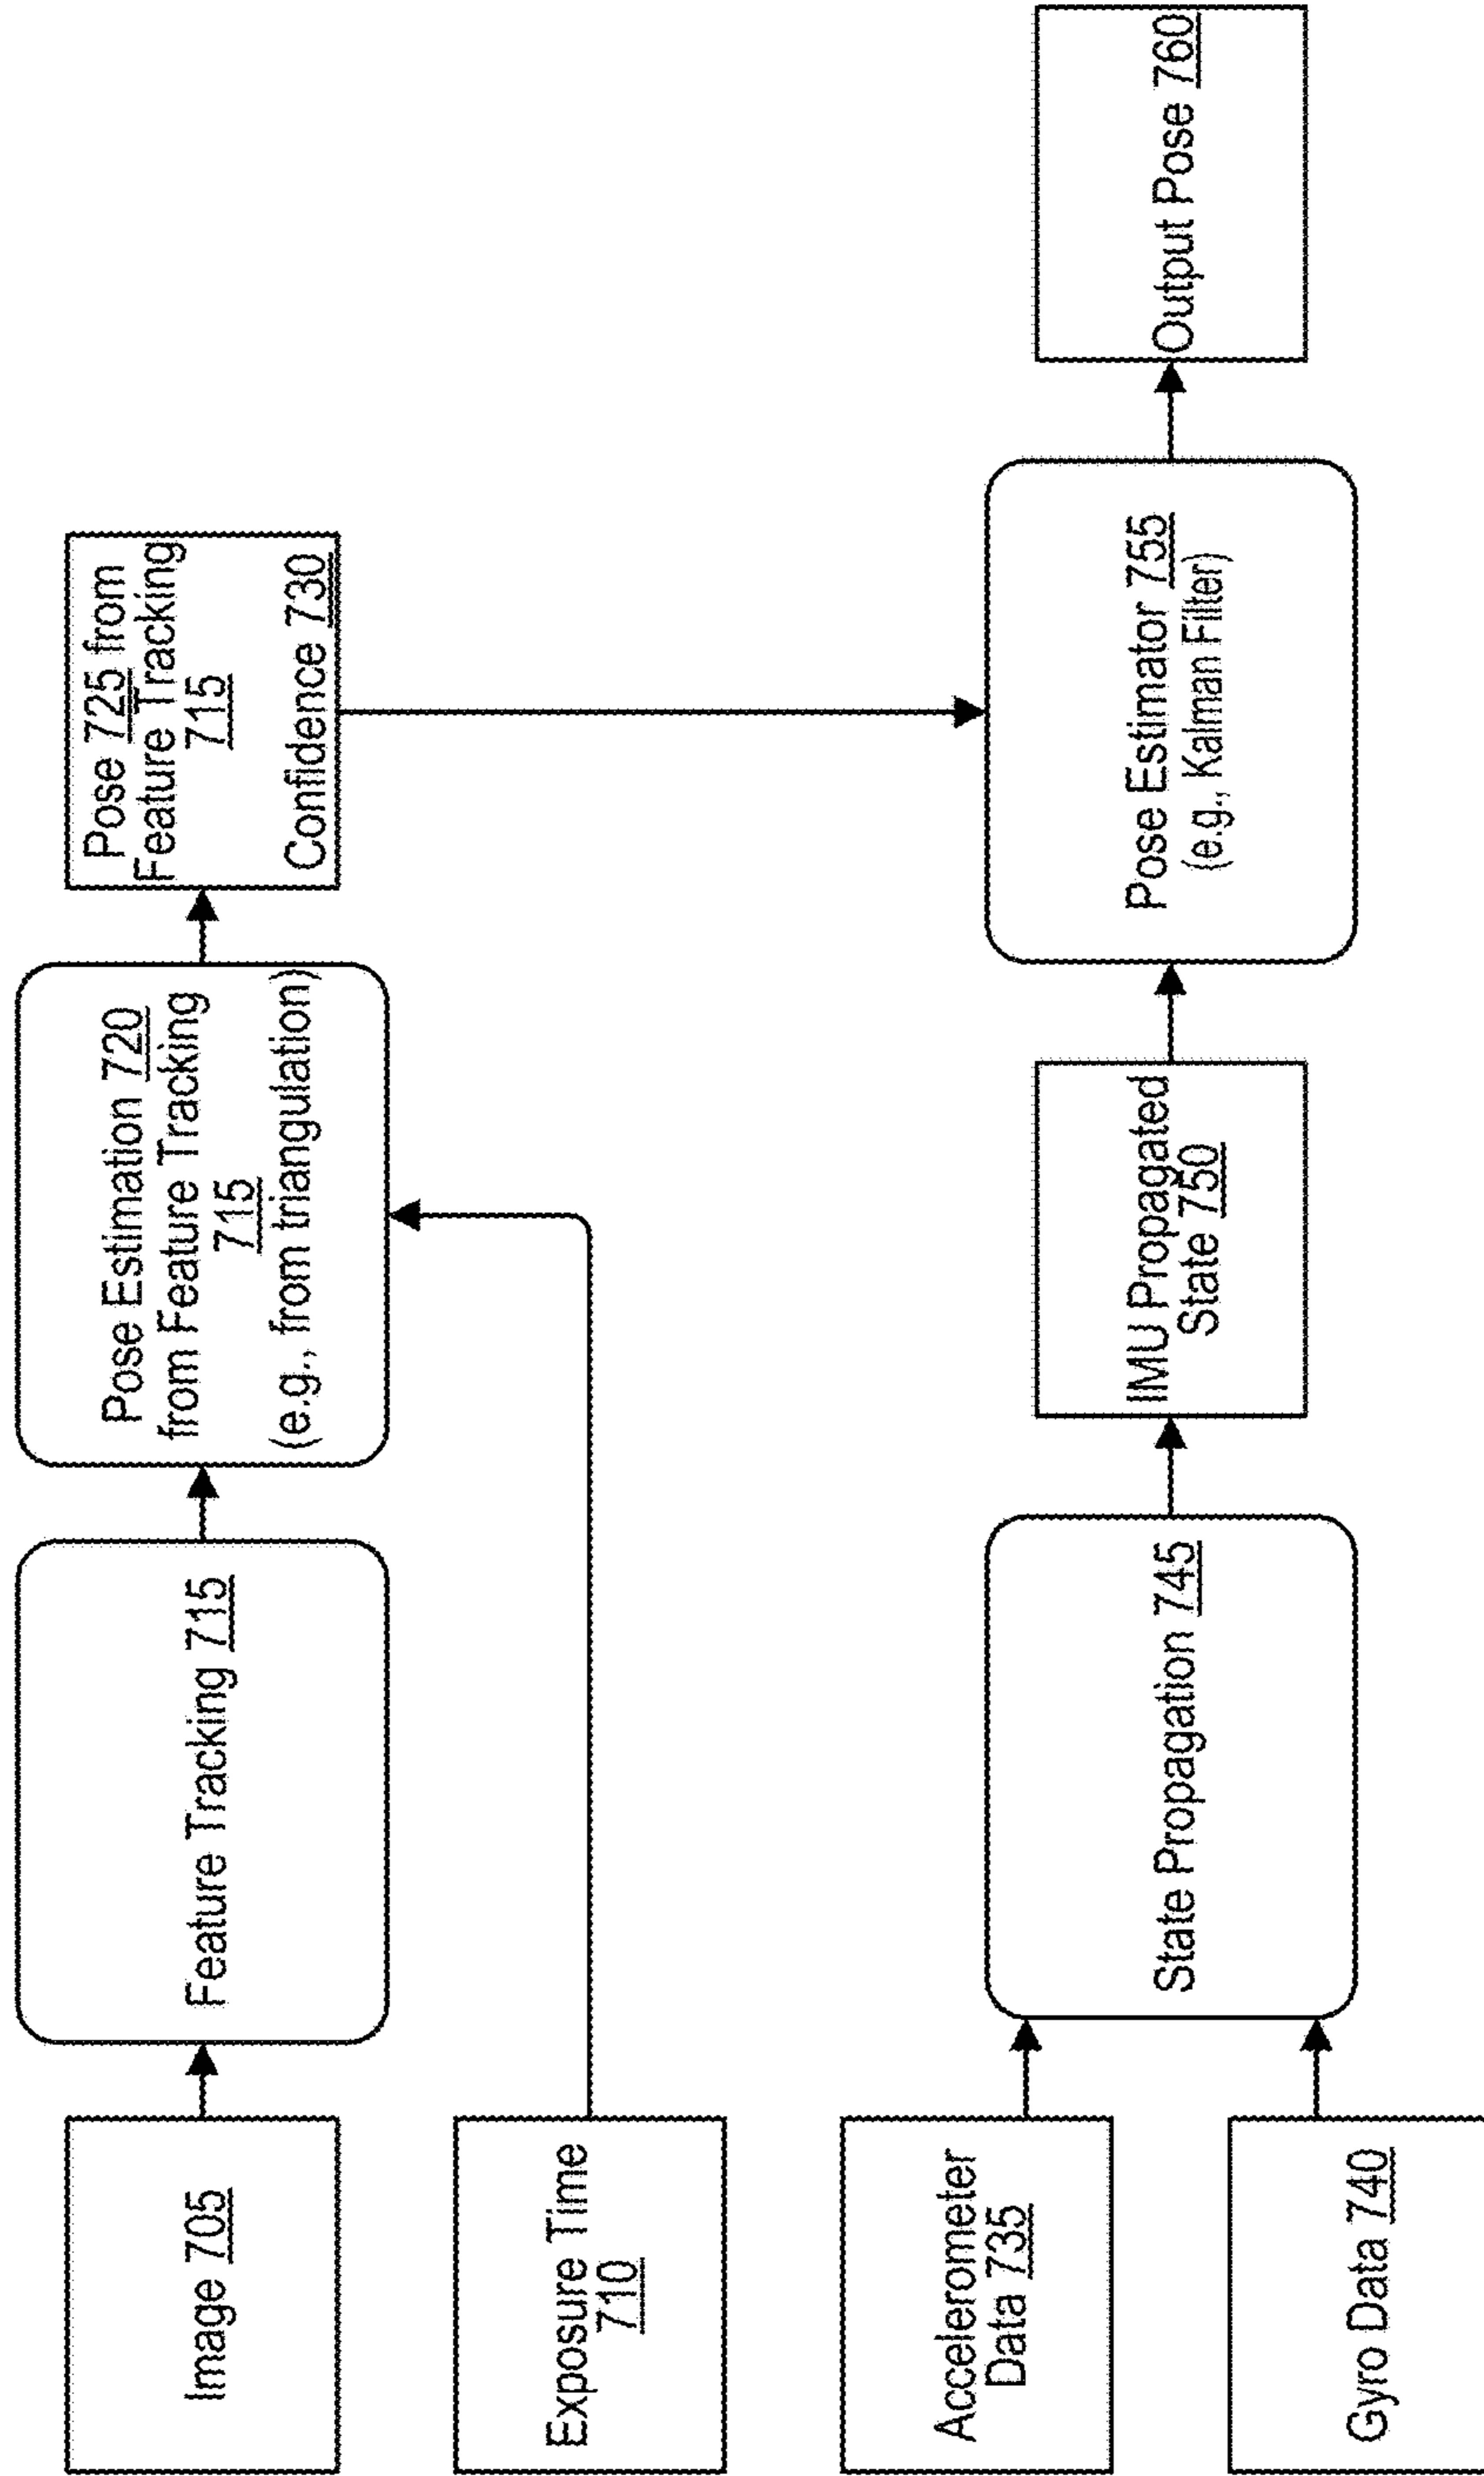 Image 705
Feature Tracking 715
Pose Estimation 720
from Feature Tracking
715
(e.g., from triangulation)
Pose 725 from
Feature Tracking
715
Confidence 730
Exposure Time
710
Accelerometer
Data 735
Gyro Data 740
State Propagation 745
IMU Propagated
State 750
Pose Estimator 755
(e.g., Kalman Filter)
Output Pose 760